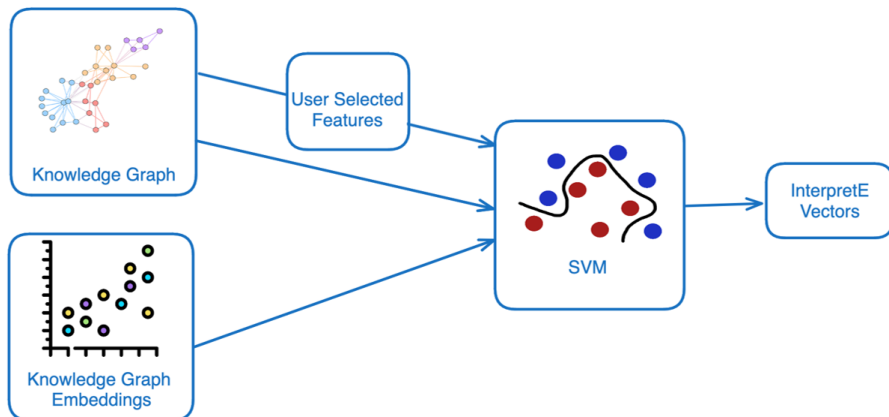 Knowledge Graph
User Selected
Features
Knowledge Graph
Embeddings
SVM
InterpretE
Vectors